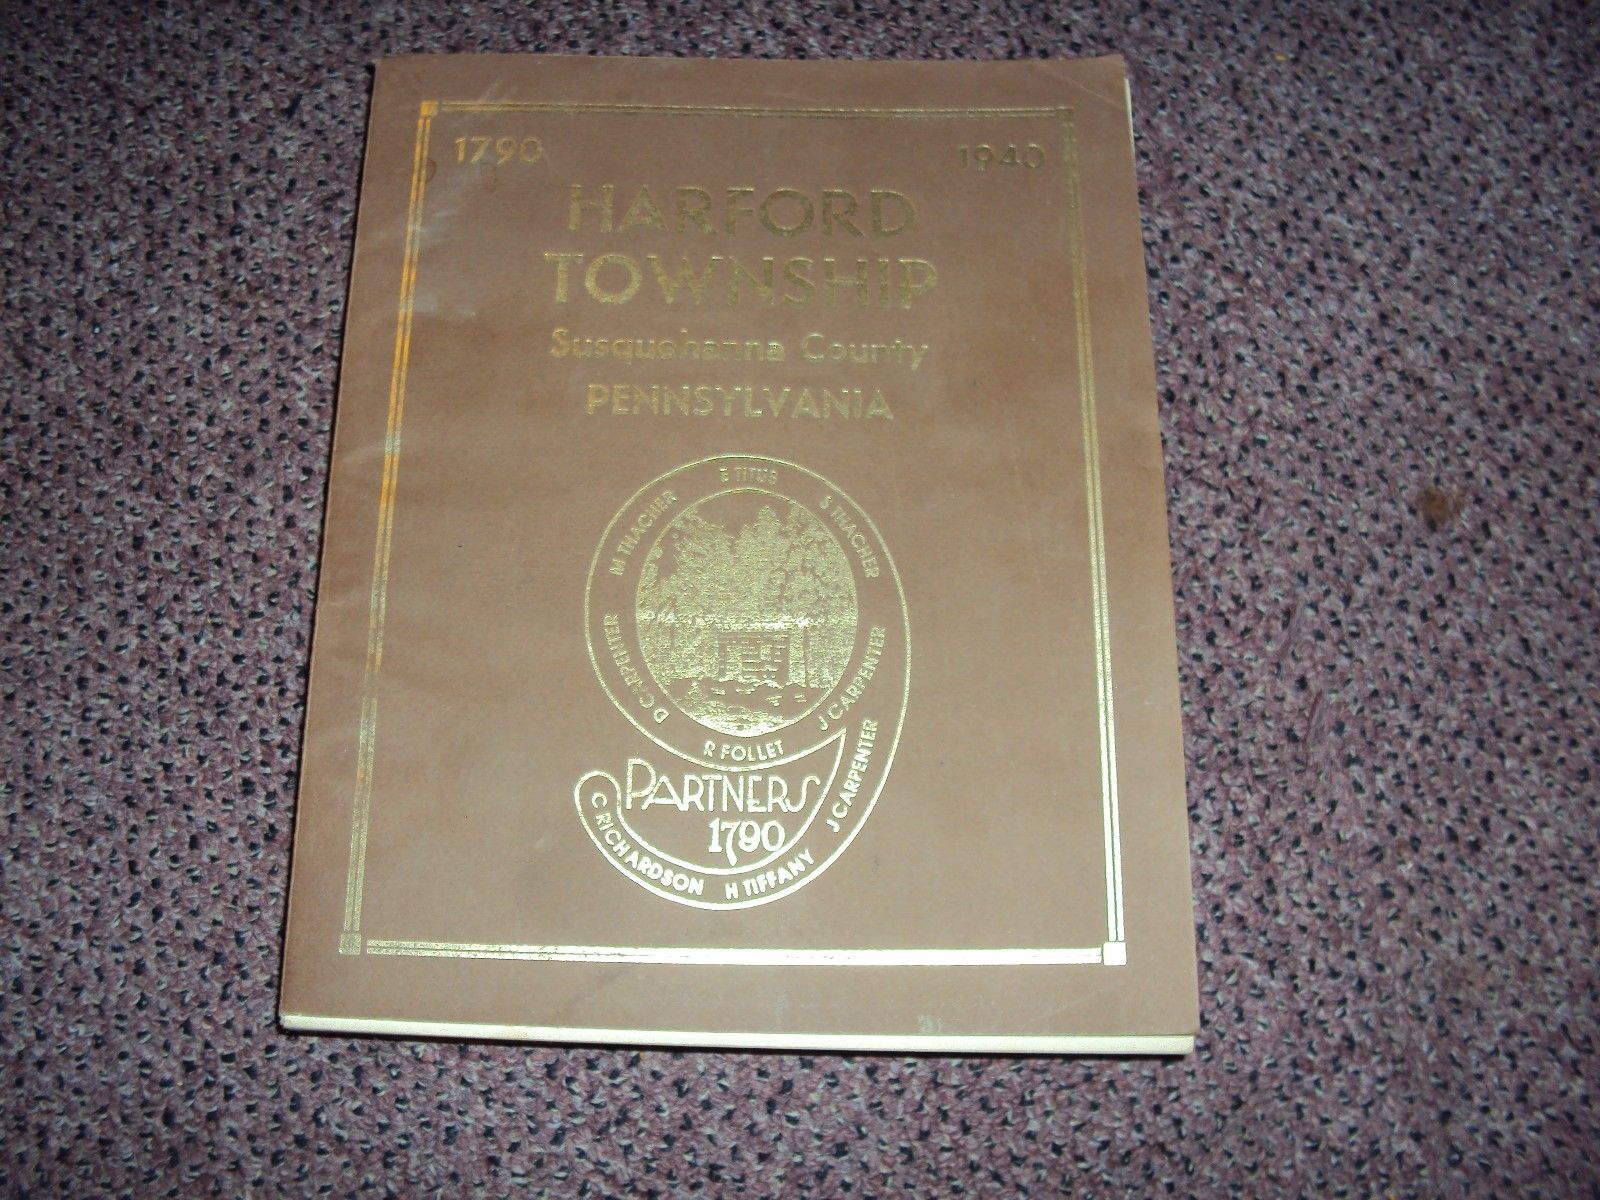 1790 1940
HARFORD
TOWNSHIP
Susquehanna County
PENNSYLVANIA
E TITUS
S THACHER
J CARPENTER
R FOLLET
D CARPENTER
M THACHER
J CARPENTER
H TIFFANY
C RICHARDSON
PARTNERS
1790